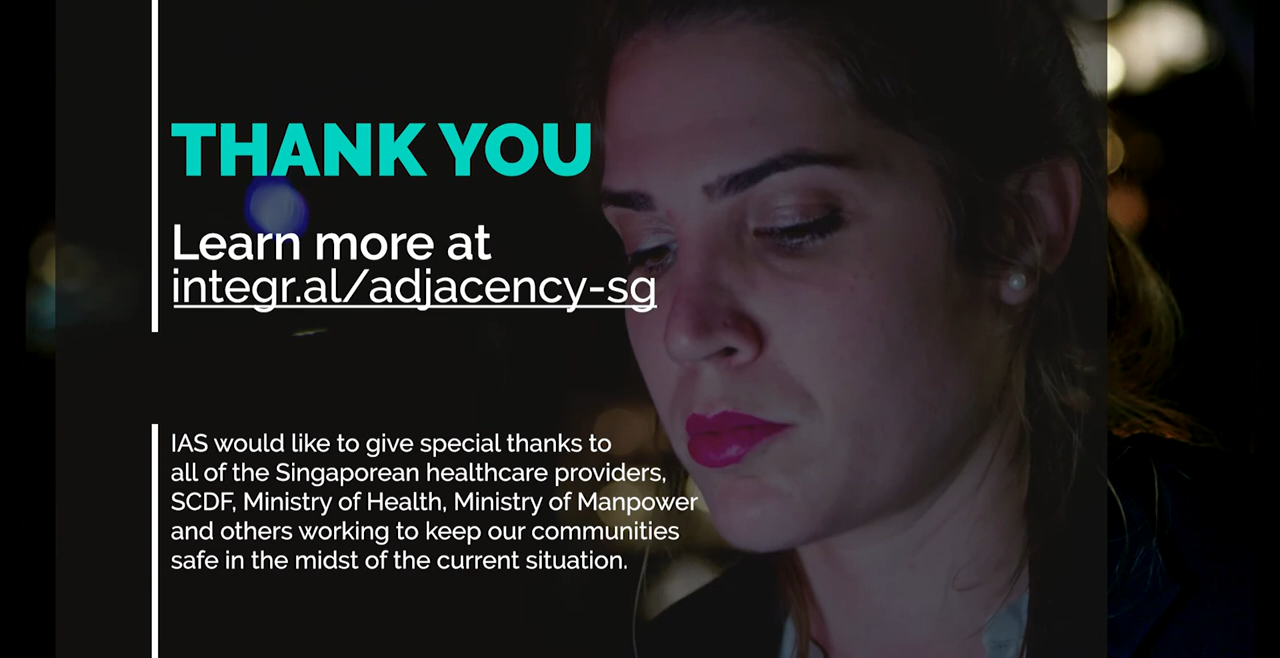 THANK YOU
Learn more at
integr.al/adjacency-sg
IAS would like to give special thanks to
all of the Singaporean healthcare providers,
SCDF, Ministry of Health, Ministry of Manpower
and others working to keep our communities
safe in the midst of the current situation.